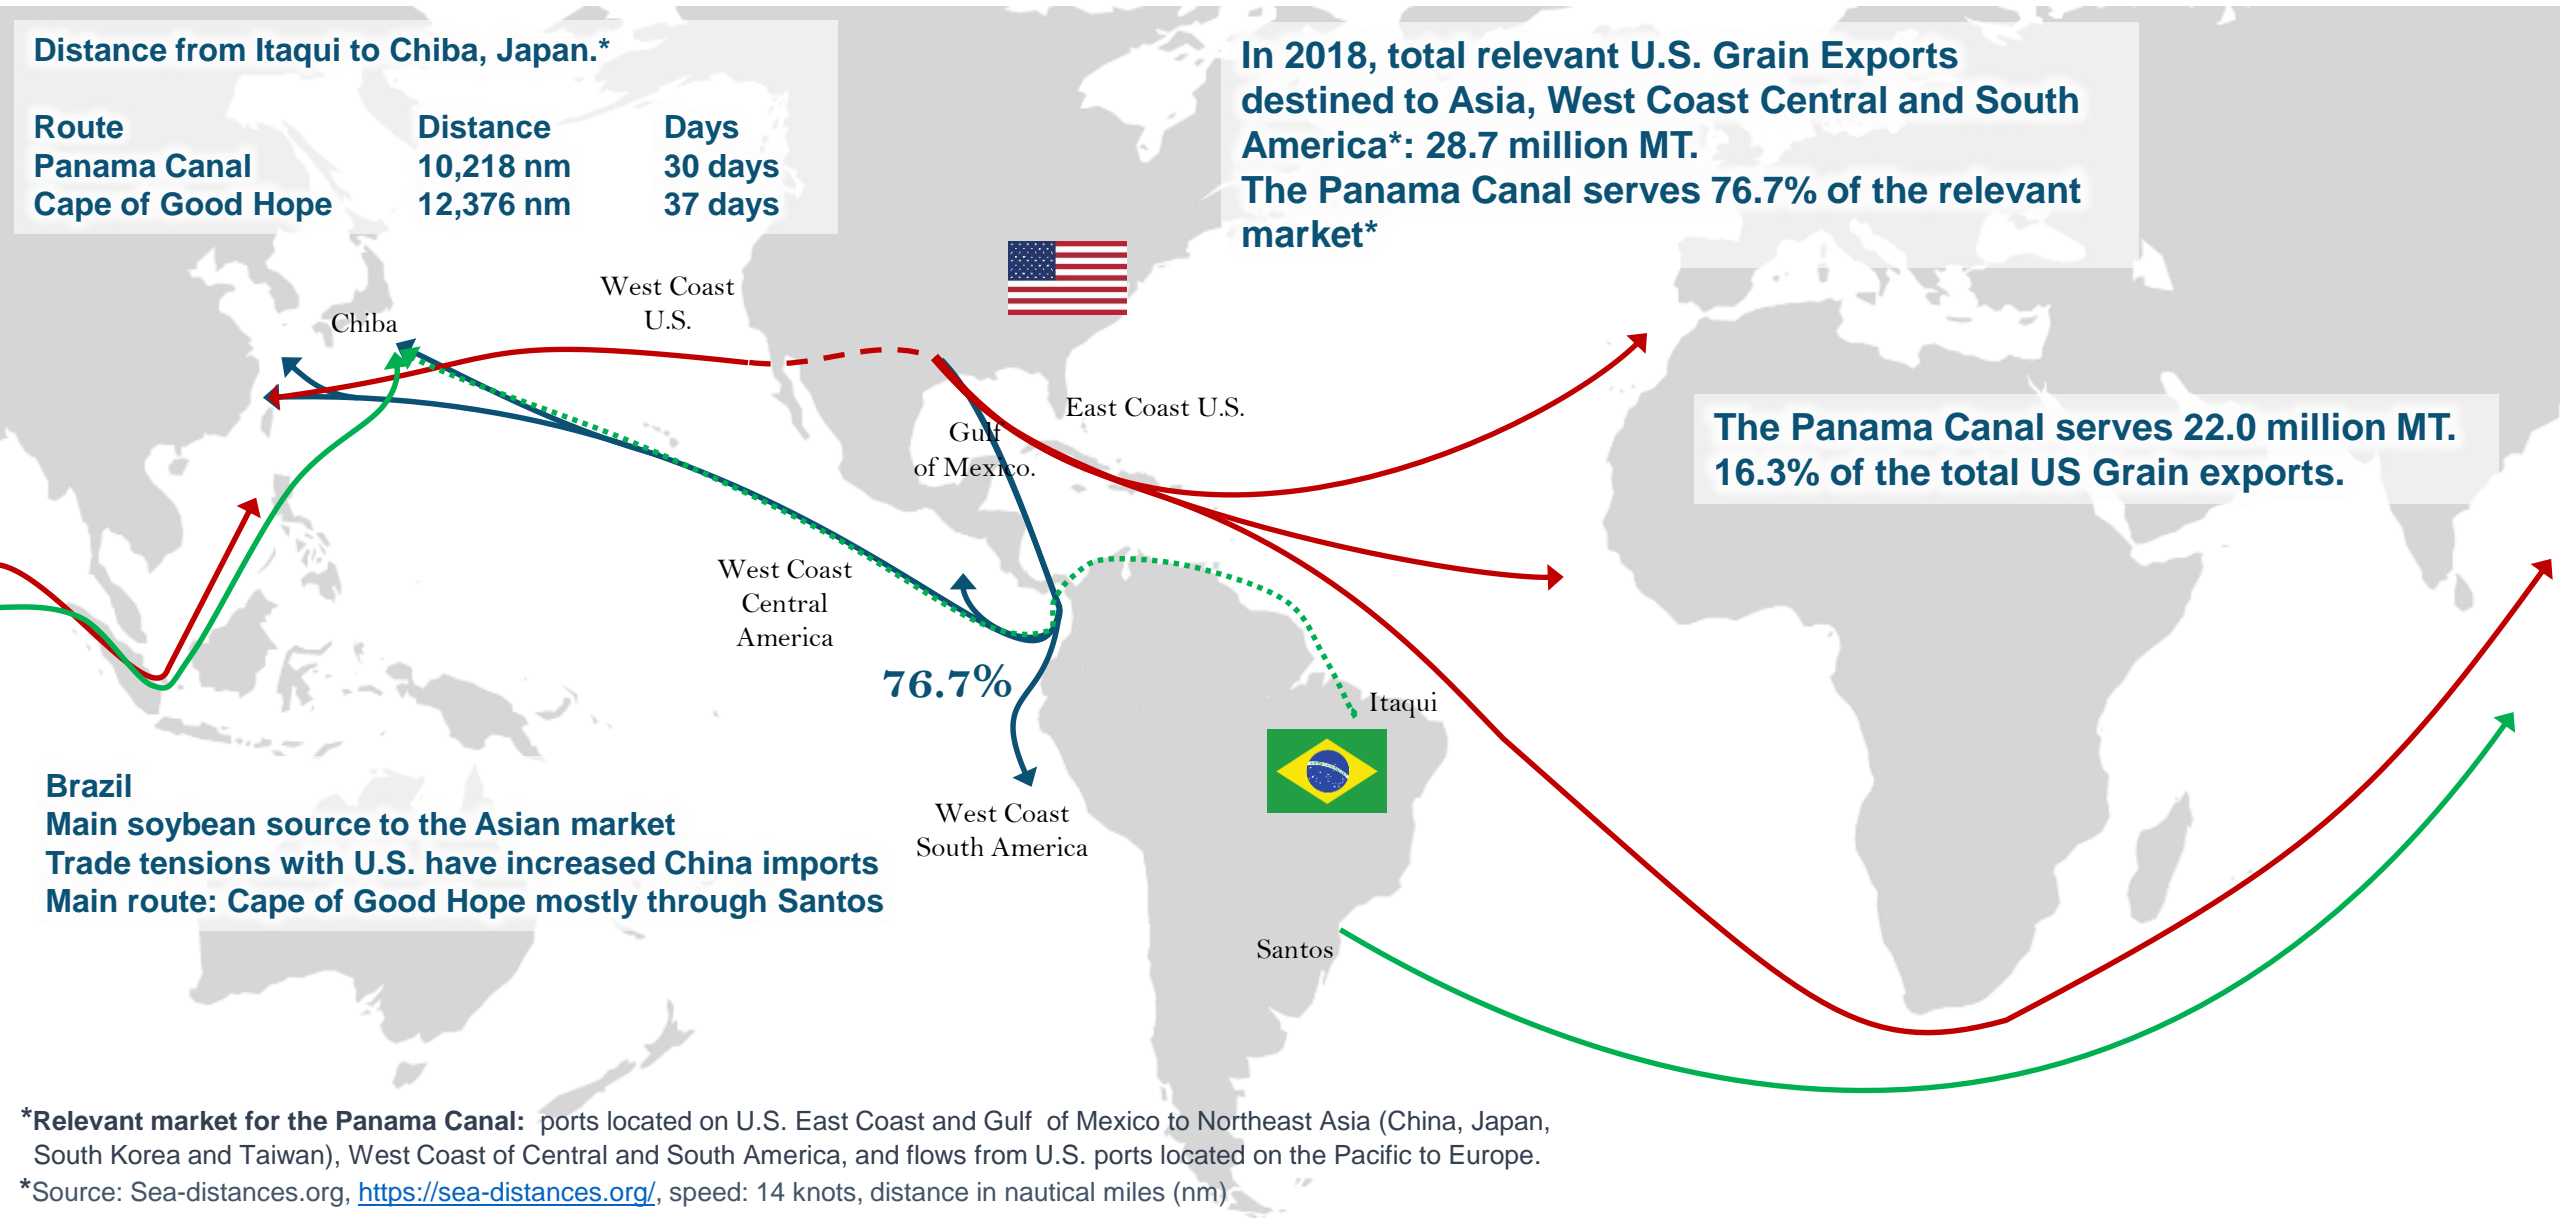 Distance from Itaqui to Chiba, Japan.*
Route Distance Days
Panama Canal 10,218 nm 30 days
Cape of Good Hope 12,376 nm 37 days
In 2018, total relevant U.S. Grain Exports
destined to Asia, West Coast Central and South
America*: 28.7 million MT.
The Panama Canal serves 76.7% of the relevant
market*
West Coast
U.S.
Chiba
East Coast U.S.
Gulf
of Mexico.
The Panama Canal serves 22.0 million MT.
16.3% of the total US Grain exports.
West Coast
Central
America
76.7%
Itaqui
Brazil
Main soybean source to the Asian market
Trade tensions with U.S. have increased China imports
Main route: Cape of Good Hope mostly through Santos
West Coast
South America
Santos
*Relevant market for the Panama Canal: ports located on U.S. East Coast and Gulf of Mexico to Northeast Asia (China, Japan,
South Korea and Taiwan), West Coast of Central and South America, and flows from U.S. ports located on the Pacific to Europe.
*Source: Sea-distances.org, https://sea-distances.org/, speed: 14 knots, distance in nautical miles (nm)